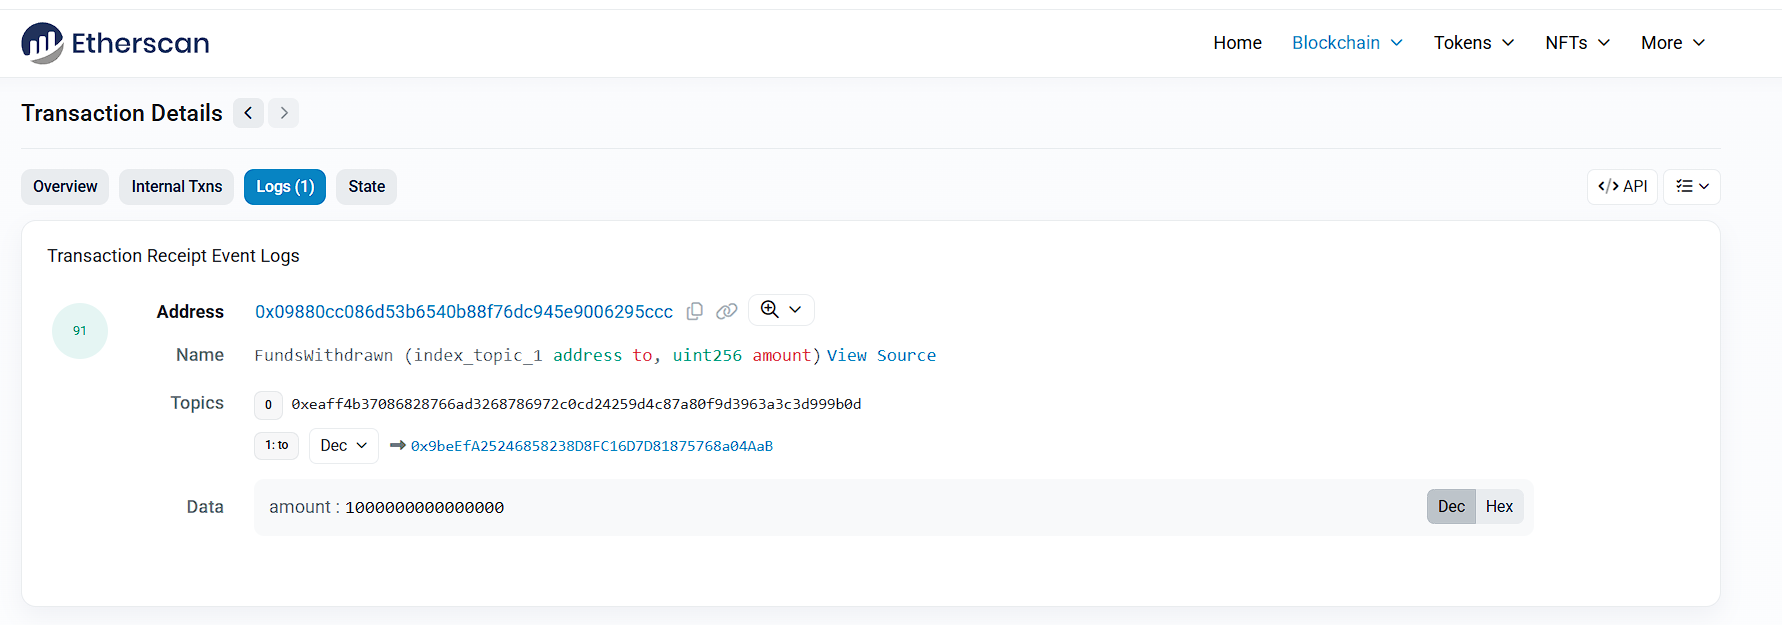 Etherscan
Home Blockchain Tokens NFTs More
Transaction Details
Overview Internal Txns Logs (1) State API
Transaction Receipt Event Logs
91
Address 0x09880cc086d53b6540b88f76dc945e9006295ccc
Name FundsWithdrawn (index_topic_1 address to, uint256 amount) View Source
Topics 0 0xeaff4b37086828766ad3268786972c0cd24259d4c87a80f9d3963a3c3d999b0d
1: to Dec 0x9beEfA25246858238D8FC16D7D81875768a04AaB
Data amount : 1000000000000000 Dec Hex